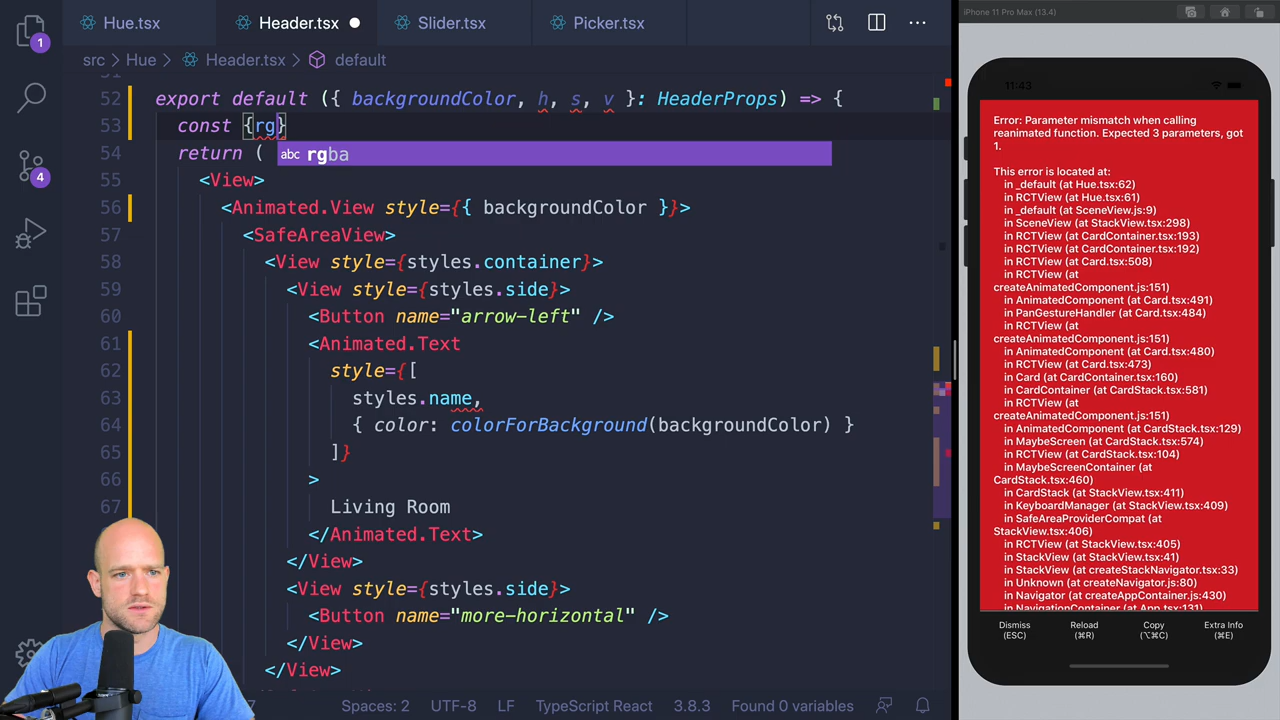 Hue.tsx
Header.tsx
Slider.tsx
Picker.tsx
iPhone 11 Pro Max (13.4)
1
4
src > Hue > Header.tsx > default
52 export default ({ backgroundColor, h, s, v }: HeaderProps) => {
53 const {rg}
abc rgba
54 return (
55 <View>
56 <Animated.View style={{ backgroundColor }}>
57 <SafeAreaView>
58 <View style={styles.container}>
59 <View style={styles.side}>
60 <Button name="arrow-left" />
61 <Animated.Text
62 style={[
63 styles.name,
64 { color: colorForBackground(backgroundColor) }
65 ]}
66 >
67 Living Room
</Animated.Text>
</View>
<View style={styles.side}>
<Button name="more-horizontal" />
</View>
</View>
Spaces: 2 UTF-8 LF TypeScript React 3.8.3 Found 0 variables
11:43
Error: Parameter mismatch when calling
reanimated function. Expected 3 parameters, got
1.
This error is located at:
in _default (at Hue.tsx:62)
in RCTView (at Hue.tsx:61)
in _default (at SceneView.js:9)
in SceneView (at StackView.tsx:298)
in RCTView (at CardContainer.tsx:193)
in RCTView (at CardContainer.tsx:192)
in RCTView (at Card.tsx:508)
in RCTView (at
createAnimatedComponent.js:151)
in AnimatedComponent (at Card.tsx:491)
in PanGestureHandler (at Card.tsx:484)
in RCTView (at
createAnimatedComponent.js:151)
in AnimatedComponent (at Card.tsx:480)
in RCTView (at Card.tsx:473)
in Card (at CardContainer.tsx:160)
in CardContainer (at CardStack.tsx:581)
in RCTView (at
createAnimatedComponent.js:151)
in AnimatedComponent (at CardStack.tsx:129)
in MaybeScreen (at CardStack.tsx:574)
in RCTView (at CardStack.tsx:104)
in MaybeScreenContainer (at
CardStack.tsx:460)
in CardStack (at StackView.tsx:411)
in KeyboardManager (at StackView.tsx:409)
in SafeAreaProviderCompat (at
StackView.tsx:406)
in RCTView (at StackView.tsx:405)
in StackView (at StackView.tsx:41)
in StackView (at createStackNavigator.tsx:33)
in Unknown (at createNavigator.js:80)
in Navigator (at createAppContainer.js:430)
in NavigationContainer (at App.tsx:131)
Dismiss
(ESC)
Reload
(⌘R)
Copy
(⌥⌘C)
Extra Info
(⌘E)